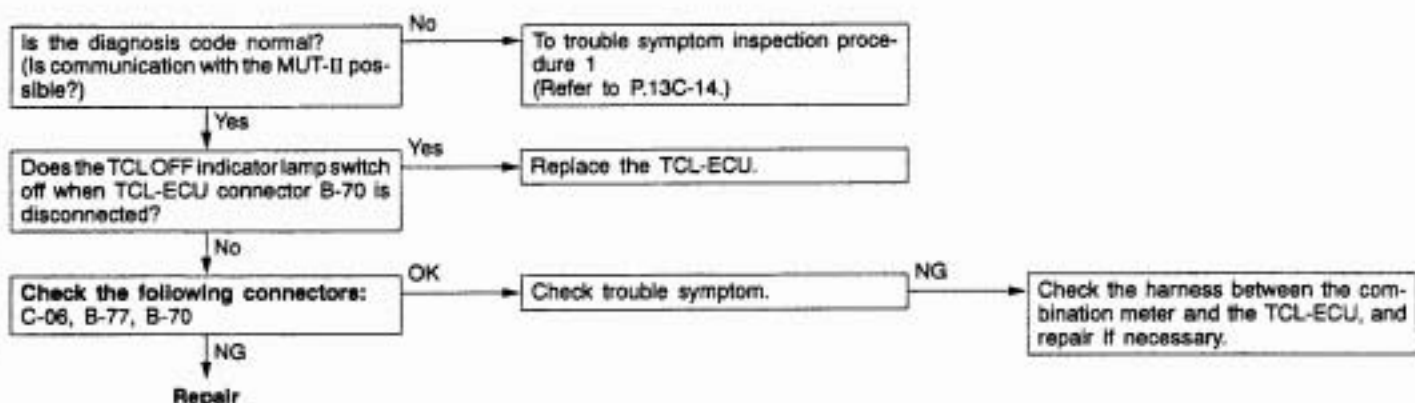 Is the diagnosis code normal?
(Is communication with the MUT-II pos-
sible?)
No
To trouble symptom inspection proce-
dure 1
(Refer to P.13C-14.)
Yes
Does the TCL OFF indicator lamp switch
off when TCL-ECU connector B-70 is
disconnected?
Yes
Replace the TCL-ECU.
No
Check the following connectors:
C-06, B-77, B-70
OK
Check trouble symptom.
NG
Check the harness between the com-
bination meter and the TCL-ECU, and
repair if necessary.
NG
Repair